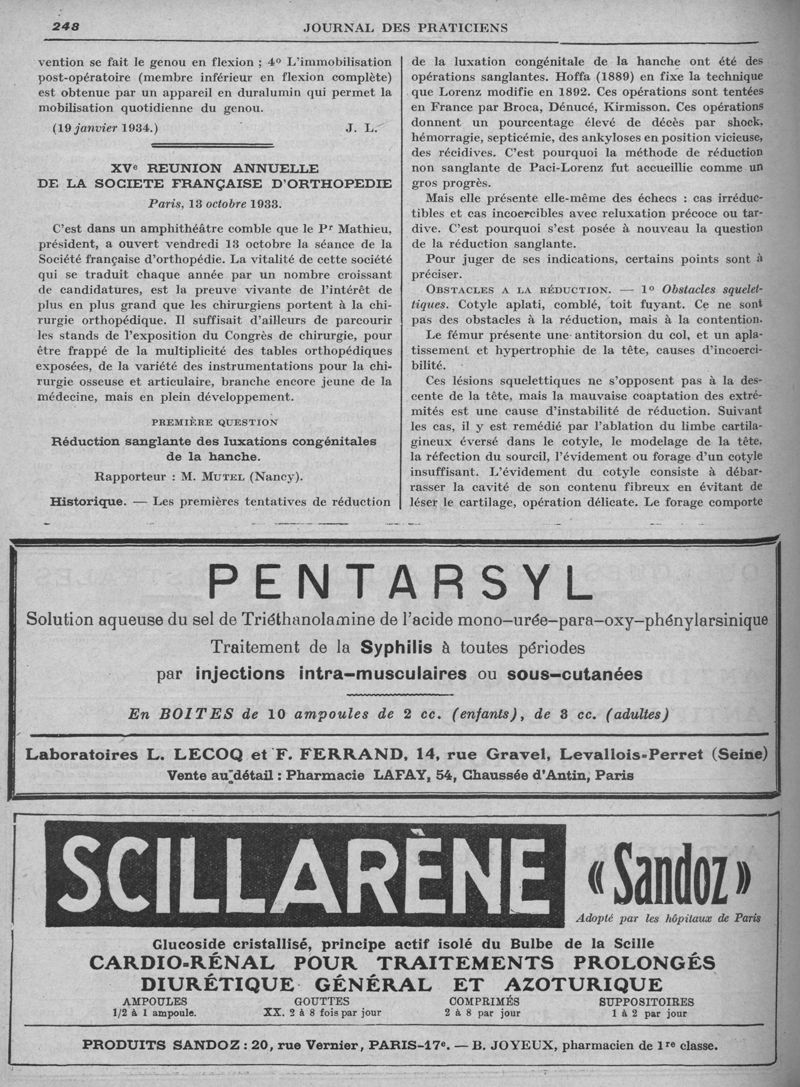 248
JOURNAL DES PRATICIENS
vention se fait le genou en flexion ; 4º L'immobilisation
post-opératoire (membre inférieur en flexion complète)
est obtenue par un appareil en duralumin qui permet la
mobilisation quotidienne du genou.
(19 janvier 1934.) J. L.
XVe REUNION ANNUELLE
DE LA SOCIETE FRANÇAISE D'ORTHOPEDIE
Paris, 13 octobre 1933.
C'est dans un amphithéâtre comble que le Pr Mathieu,
président, a ouvert vendredi 13 octobre la séance de la
Société française d'orthopédie. La vitalité de cette société
qui se traduit chaque année par un nombre croissant
de candidatures, est la preuve vivante de l'intérêt de
plus en plus grand que les chirurgiens portent à la chi-
rurgie orthopédique. Il suffisait d'ailleurs de parcourir
les stands de l'exposition du Congrès de chirurgie, pour
être frappé de la multiplicité des tables orthopédiques
exposées, de la variété des instrumentations pour la chi-
rurgie osseuse et articulaire, branche encore jeune de la
médecine, mais en plein développement.
PREMIÈRE QUESTION
Réduction sanglante des luxations congénitales
de la hanche.
Rapporteur : M. MUTEL (Nancy).
Historique. — Les premières tentatives de réduction
de la luxation congénitale de la hanche ont été des
opérations sanglantes. Hoffa (1889) en fixe la technique
que Lorenz modifie en 1892. Ces opérations sont tentées
en France par Broca, Dénucé, Kirmisson. Ces opérations
donnent un pourcentage élevé de décès par shock,
hémorragie, septicémie, des ankyloses en position vicieuse,
des récidives. C'est pourquoi la méthode de réduction
non sanglante de Paci-Lorenz fut accueillie comme un
gros progrès.
Mais elle présente elle-même des échecs : cas irréduc-
tibles et cas incoercibles avec reluxation précoce ou tar-
dive. C'est pourquoi s'est posée à nouveau la question
de la réduction sanglante.
Pour juger de ses indications, certains points sont à
préciser.
OBSTACLES A LA RÉDUCTION. — 1º Obstacles squelet-
tiques. Cotyle aplati, comblé, toit fuyant. Ce ne sont
pas des obstacles à la réduction, mais à la contention.
Le fémur présente une antitorsion du col, et un apla-
tissement et hypertrophie de la tête, causes d'incoerci-
bilité.
Ces lésions squelettiques ne s'opposent pas à la des-
cente de la tête, mais la mauvaise coaptation des extré-
mités est une cause d'instabilité de réduction. Suivant
les cas, il y est remédié par l'ablation du limbe cartila-
gineux éversé dans le cotyle, le modelage de la tête,
la réfection du sourcil, l'évidement ou forage d'un cotyle
insuffisant. L'évidement du cotyle consiste à débar-
rasser la cavité de son contenu fibreux en évitant de
léser le cartilage, opération délicate. Le forage comporte
PENTARSYL
Solution aqueuse du sel de Triéthanolamine de l'acide mono-urée-para-oxy-phénylarsinique
Traitement de la Syphilis à toutes périodes
par injections intra-musculaires ou sous-cutanées
En BOITES de 10 ampoules de 2 cc. (enfants), de 3 cc. (adultes)
Laboratoires L. LECOQ et F. FERRAND, 14, rue Gravel, Levallois-Perret (Seine)
Vente au détail : Pharmacie LAFAY, 54, Chaussée d'Antin, Paris
SCILLARÈNE « Sandoz »
Adopté par les hôpitaux de Paris
Glucoside cristallisé, principe actif isolé du Bulbe de la Scille
CARDIO-RÉNAL POUR TRAITEMENTS PROLONGÉS
DIURÉTIQUE GÉNÉRAL ET AZOTURIQUE
AMPOULES GOUTTES COMPRIMÉS SUPPOSITOIRES
1/2 à 1 ampoule. XX. 2 à 8 fois par jour 2 à 8 par jour 1 à 2 par jour
PRODUITS SANDOZ : 20, rue Vernier, PARIS-17e. — B. JOYEUX, pharmacien de 1re classe.